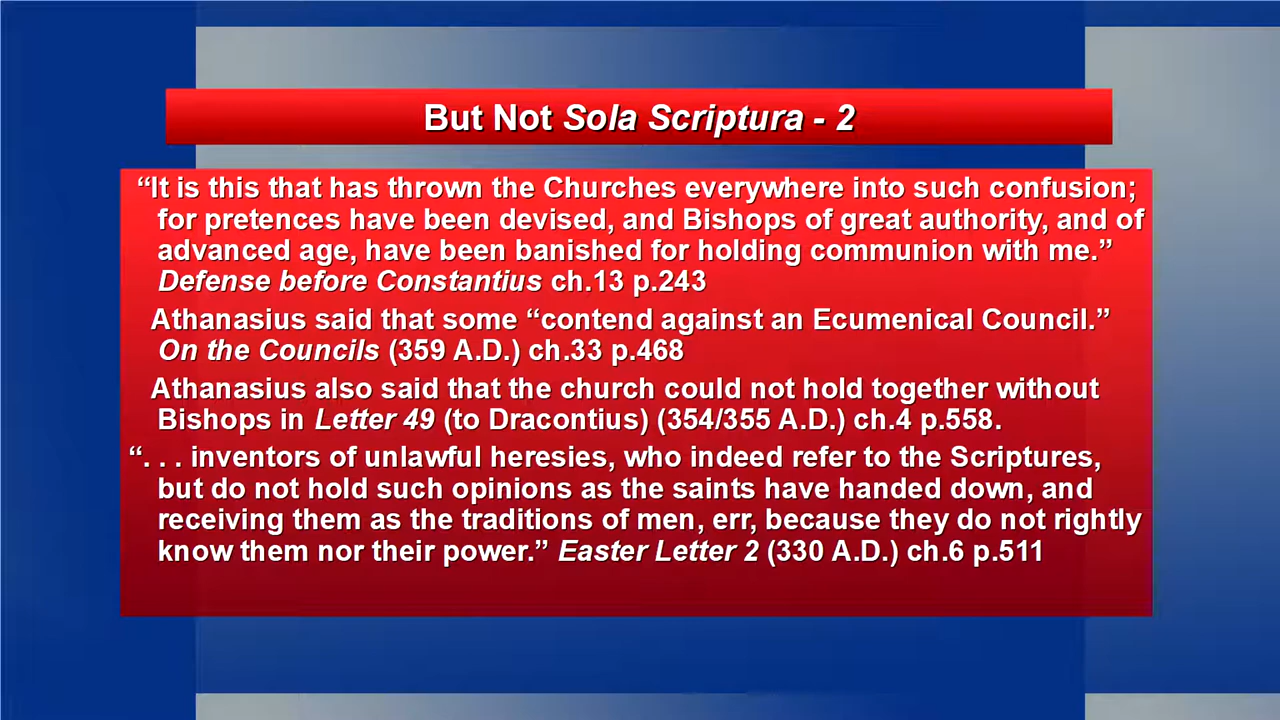 But Not Sola Scriptura - 2
“It is this that has thrown the Churches everywhere into such confusion;
for pretences have been devised, and Bishops of great authority, and of
advanced age, have been banished for holding communion with me.”
Defense before Constantius ch.13 p.243
Athanasius said that some “contend against an Ecumenical Council.”
On the Councils (359 A.D.) ch.33 p.468
Athanasius also said that the church could not hold together without
Bishops in Letter 49 (to Dracontius) (354/355 A.D.) ch.4 p.558.
“. . . inventors of unlawful heresies, who indeed refer to the Scriptures,
but do not hold such opinions as the saints have handed down, and
receiving them as the traditions of men, err, because they do not rightly
know them nor their power.” Easter Letter 2 (330 A.D.) ch.6 p.511